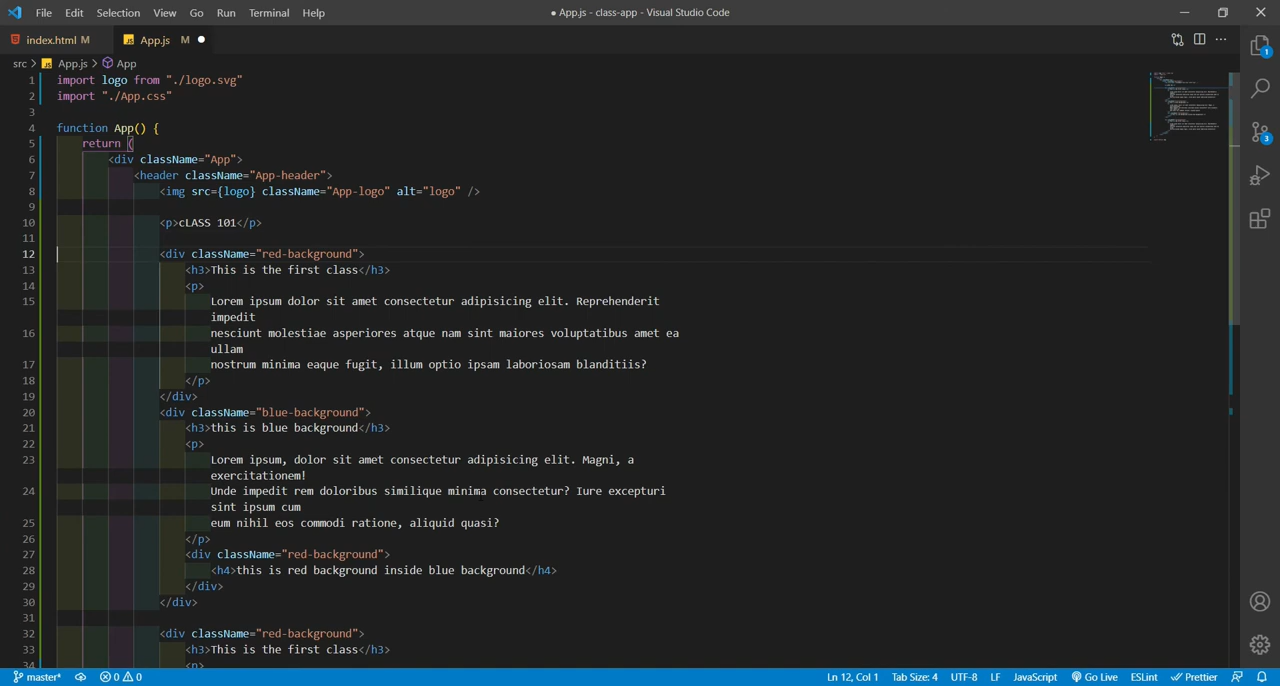 File Edit Selection View Go Run Terminal Help ● App.js - class-app - Visual Studio Code
index.html M App.js M
src > App.js > App
1 import logo from "./logo.svg"
2 import "./App.css"
3
4 function App() {
5 return (
6 <div className="App">
7 <header className="App-header">
8 <img src={logo} className="App-logo" alt="logo" />
9
10 <p>cLASS 101</p>
11
12 <div className="red-background">
13 <h3>This is the first class</h3>
14 <p>
15 Lorem ipsum dolor sit amet consectetur adipisicing elit. Reprehenderit
impedit
16 nesciunt molestiae asperiores atque nam sint maiores voluptatibus amet ea
ullam
17 nostrum minima eaque fugit, illum optio ipsam laboriosam blanditiis?
18 </p>
19 </div>
20 <div className="blue-background">
21 <h3>this is blue background</h3>
22 <p>
23 Lorem ipsum, dolor sit amet consectetur adipisicing elit. Magni, a
exercitationem!
24 Unde impedit rem doloribus similique minima consectetur? Iure excepturi
sint ipsum cum
25 eum nihil eos commodi ratione, aliquid quasi?
26 </p>
27 <div className="red-background">
28 <h4>this is red background inside blue background</h4>
29 </div>
30 </div>
31
32 <div className="red-background">
33 <h3>This is the first class</h3>
34 <p>
1
3
master* 0 0 Ln 12, Col 1 Tab Size: 4 UTF-8 LF JavaScript Go Live ESLint Prettier